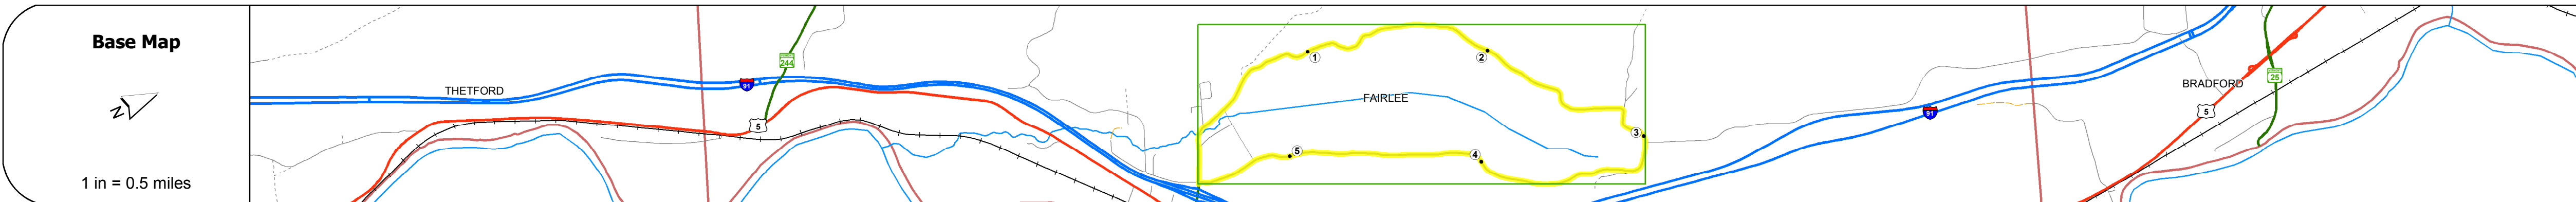 Base Map
N
1 in = 0.5 miles
THETFORD
91
244
5
1
2
FAIRLEE
3
4
5
91
BRADFORD
5
25